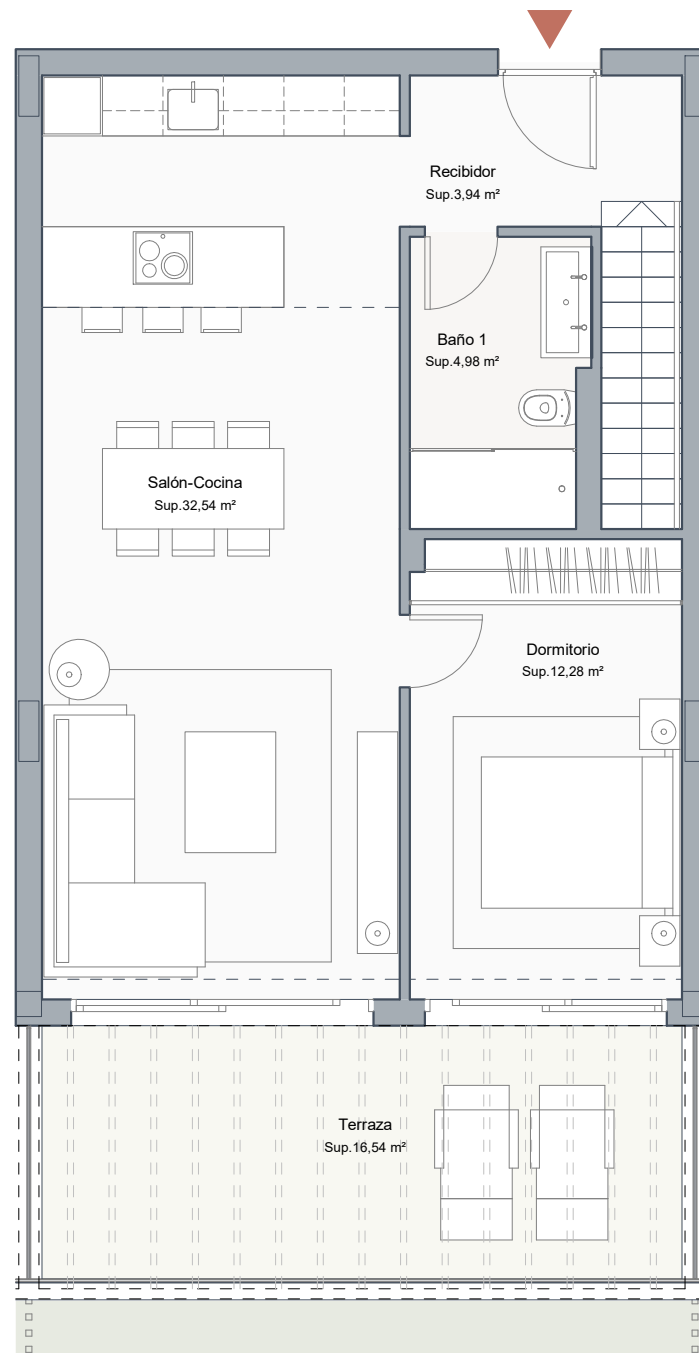 Recibidor
Sup.3,94 m²
Baño 1
Sup.4,98 m²
Salón-Cocina
Sup.32,54 m²
Dormitorio
Sup.12,28 m²
Terraza
Sup.16,54 m²